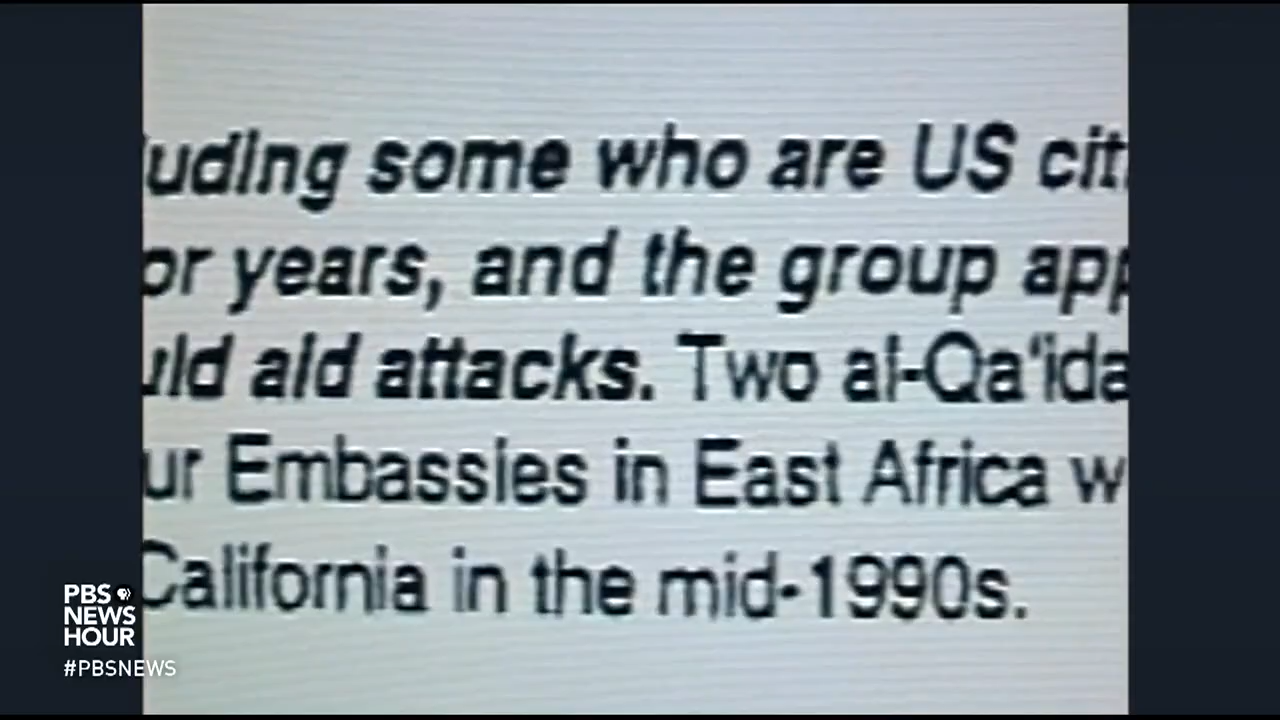 luding some who are US cit
or years, and the group app
uld aid attacks. Two al-Qa'ida
ur Embassies in East Africa w
California in the mid-1990s.
PBS
NEWS
HOUR
#PBSNEWS